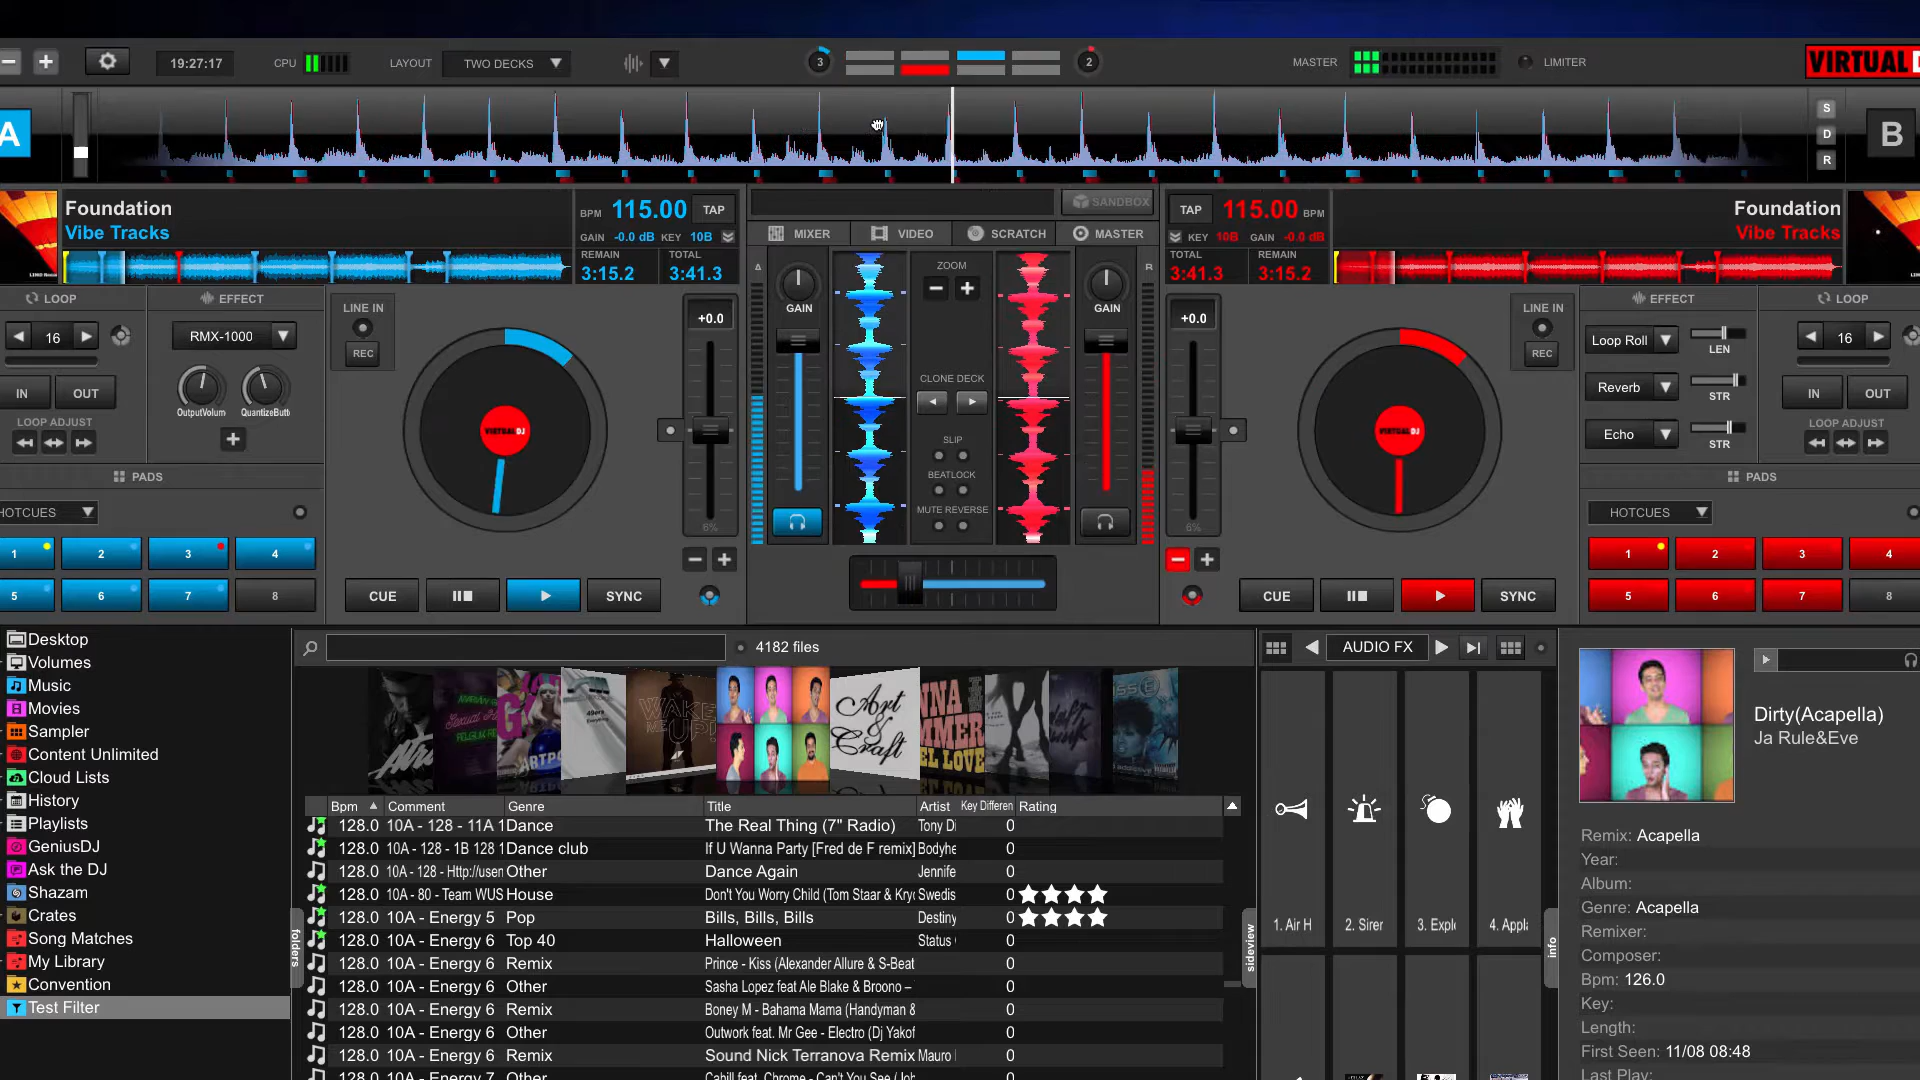 19:27:17 CPU LAYOUT TWO DECKS 3 2 MASTER LIMITER VIRTUAL
A S
D B
R
Foundation
Vibe Tracks
BPM 115.00 TAP
GAIN -0.0 dB KEY 10B
REMAIN TOTAL
3:15.2 3:41.3
SANDBOX
MIXER VIDEO SCRATCH MASTER
TAP 115.00 BPM
KEY 10B GAIN -0.0 dB
TOTAL REMAIN
3:41.3 3:15.2
Foundation
Vibe Tracks
LOOP EFFECT
16 RMX-1000
OutputVolum QuantizeButt
IN OUT
LOOP ADJUST
PADS
HOTCUES
1 2 3 4
5 6 7 8
LINE IN
REC
+0.0
6%
CUE SYNC
A ZOOM B
GAIN GAIN
CLONE DECK
SLIP
BEATLOCK
MUTE REVERSE
+0.0
6%
LINE IN
REC
VIRTUAL DJ
VIRTUAL DJ
CUE SYNC
EFFECT LOOP
Loop Roll LEN 16
Reverb STR
IN OUT
Echo STR
LOOP ADJUST
PADS
HOTCUES
1 2 3 4
5 6 7 8
Desktop
Volumes
Music
Movies
Sampler
Content Unlimited
Cloud Lists
History
Playlists
GeniusDJ
Ask the DJ
Shazam
Crates
Song Matches
My Library
Convention
Test Filter
folders
4182 files
WAKE ME UP!
Art & Craft
Bpm Comment Genre Title Artist Key Differen Rating
128.0 10A - 128 - 11A 1 Dance The Real Thing (7" Radio) Tony Di 0
128.0 10A - 128 - 1B 128 1 Dance club If U Wanna Party [Fred de F remix] Bodyhe 0
128.0 10A - 128 - Http://user Other Dance Again Jennife 0
128.0 10A - 80 - Team WUS House Don't You Worry Child (Tom Staar & Kryc Swedis 0
128.0 10A - Energy 5 Pop Bills, Bills, Bills Destiny 0
128.0 10A - Energy 6 Top 40 Halloween Status 0
128.0 10A - Energy 6 Remix Prince - Kiss (Alexander Allure & S-Beat 0
128.0 10A - Energy 6 Other Sasha Lopez feat Ale Blake & Broono – 0
128.0 10A - Energy 6 Remix Boney M - Bahama Mama (Handyman & 0
128.0 10A - Energy 6 Other Outwork feat. Mr Gee - Electro (Dj Yakof 0
128.0 10A - Energy 6 Remix Sound Nick Terranova Remix Mauro 0
128.0 10A - Energy 7 Other Cahill feat. Chrome - Can't You See (Joh 0
sideview
AUDIO FX
1. Air H 2. Sirer 3. Expl 4. Appla
info
Dirty(Acapella)
Ja Rule&Eve
Remix: Acapella
Year:
Album:
Genre: Acapella
Remixer:
Composer:
Bpm: 126.0
Key:
Length:
First Seen: 11/08 08:48
Last Play: